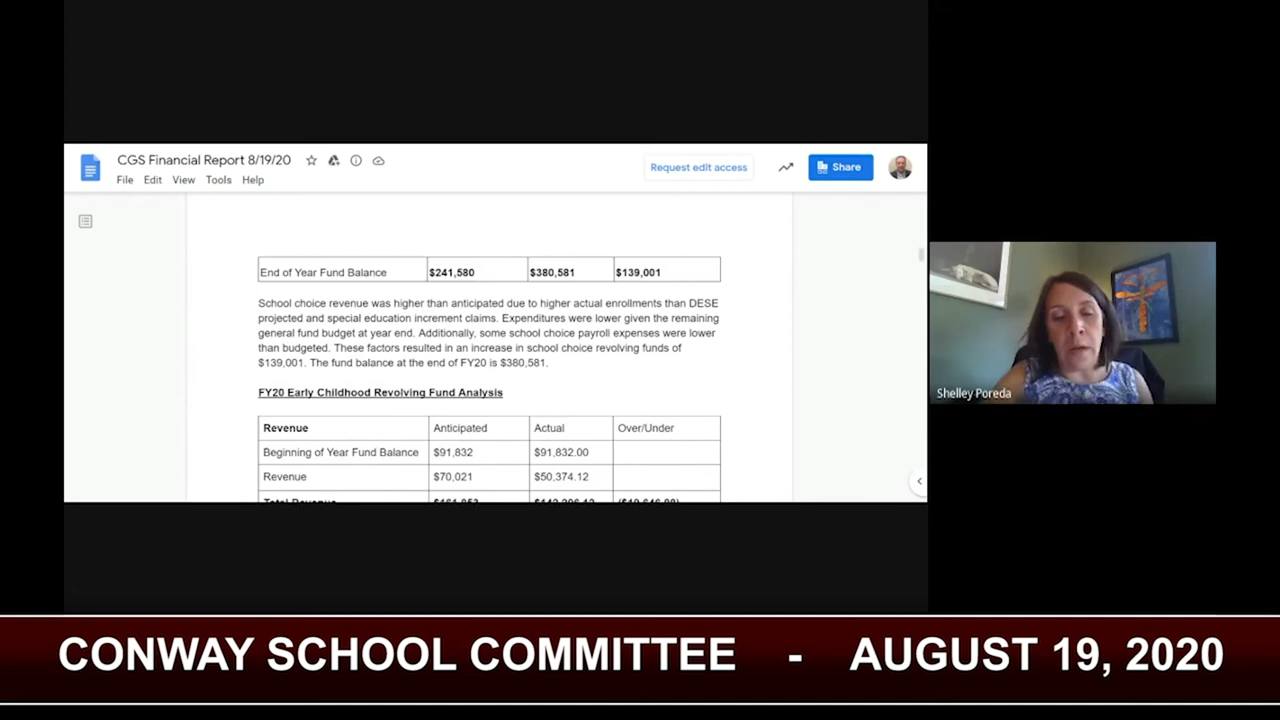 CGS Financial Report 8/19/20
File Edit View Tools Help
Request edit access
Share
End of Year Fund Balance $241,580 $380,581 $139,001
School choice revenue was higher than anticipated due to higher actual enrollments than DESE
projected and special education increment claims. Expenditures were lower given the remaining
general fund budget at year end. Additionally, some school choice payroll expenses were lower
than budgeted. These factors resulted in an increase in school choice revolving funds of
$139,001. The fund balance at the end of FY20 is $380,581.
FY20 Early Childhood Revolving Fund Analysis
Revenue Anticipated Actual Over/Under
Beginning of Year Fund Balance $91,832 $91,832.00
Revenue $70,021 $50,374.12
Total Revenue $161,853
Shelley Poreda
CONWAY SCHOOL COMMITTEE - AUGUST 19, 2020